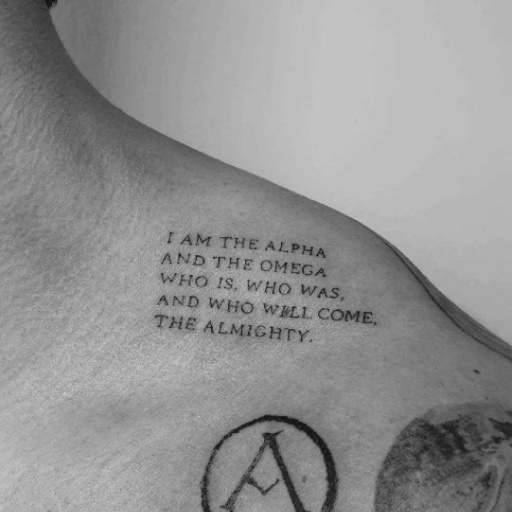 I AM THE ALPHA
AND THE OMEGA
WHO IS, WHO WAS,
AND WHO WILL COME,
THE ALMIGHTY.
A